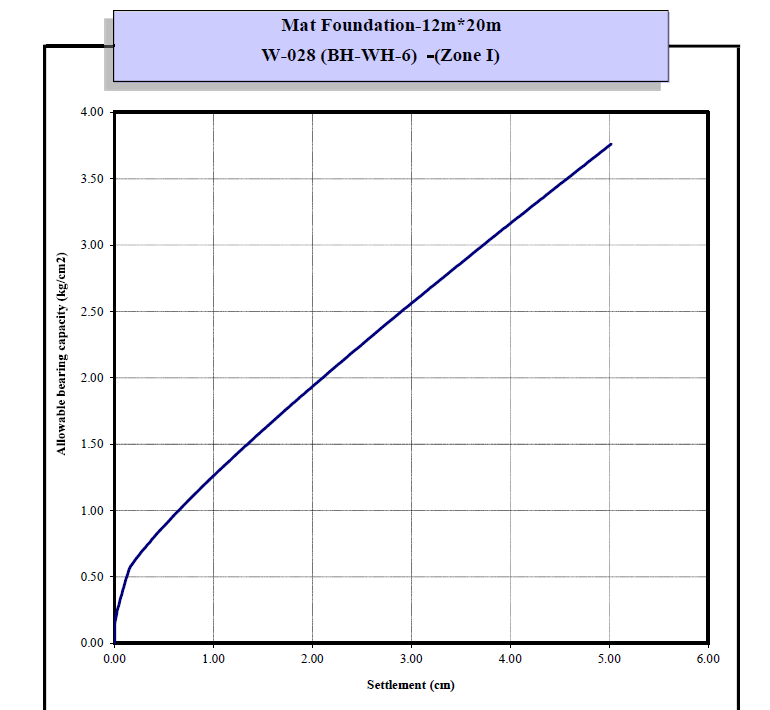 Mat Foundation-12m*20m
W-028 (BH-WH-6) -(Zone I)
4.00
3.50
3.00
2.50
2.00
1.50
1.00
0.50
0.00
Allowable bearing capacity (kg/cm2)
0.00 1.00 2.00 3.00 4.00 5.00 6.00
Settlement (cm)